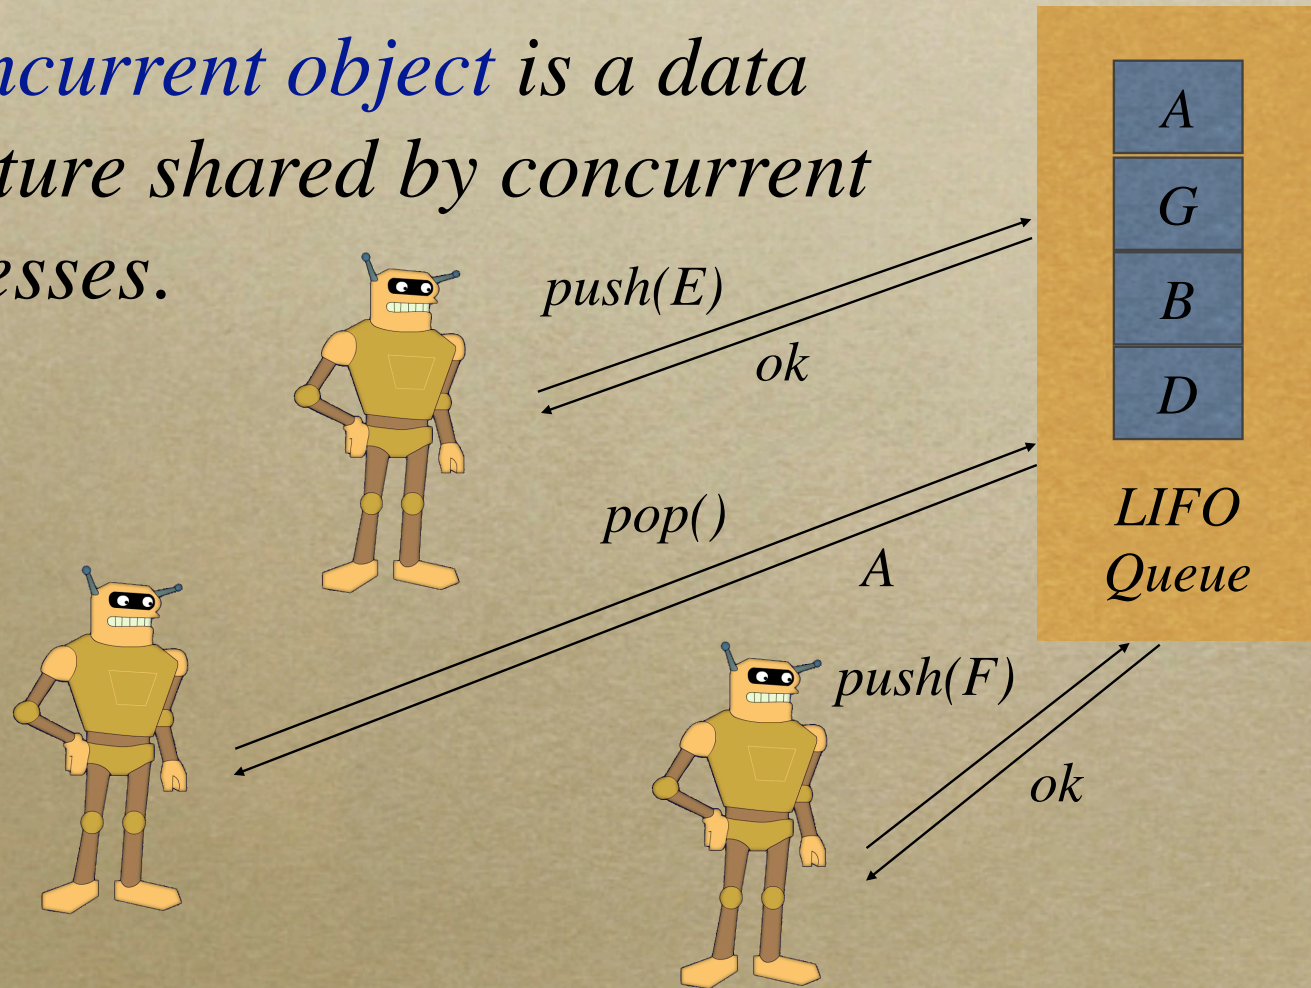 ncurrent object is a data
ture shared by concurrent
esses.
push(E)
ok
pop()
A
push(F)
ok
A
G
B
D
LIFO
Queue